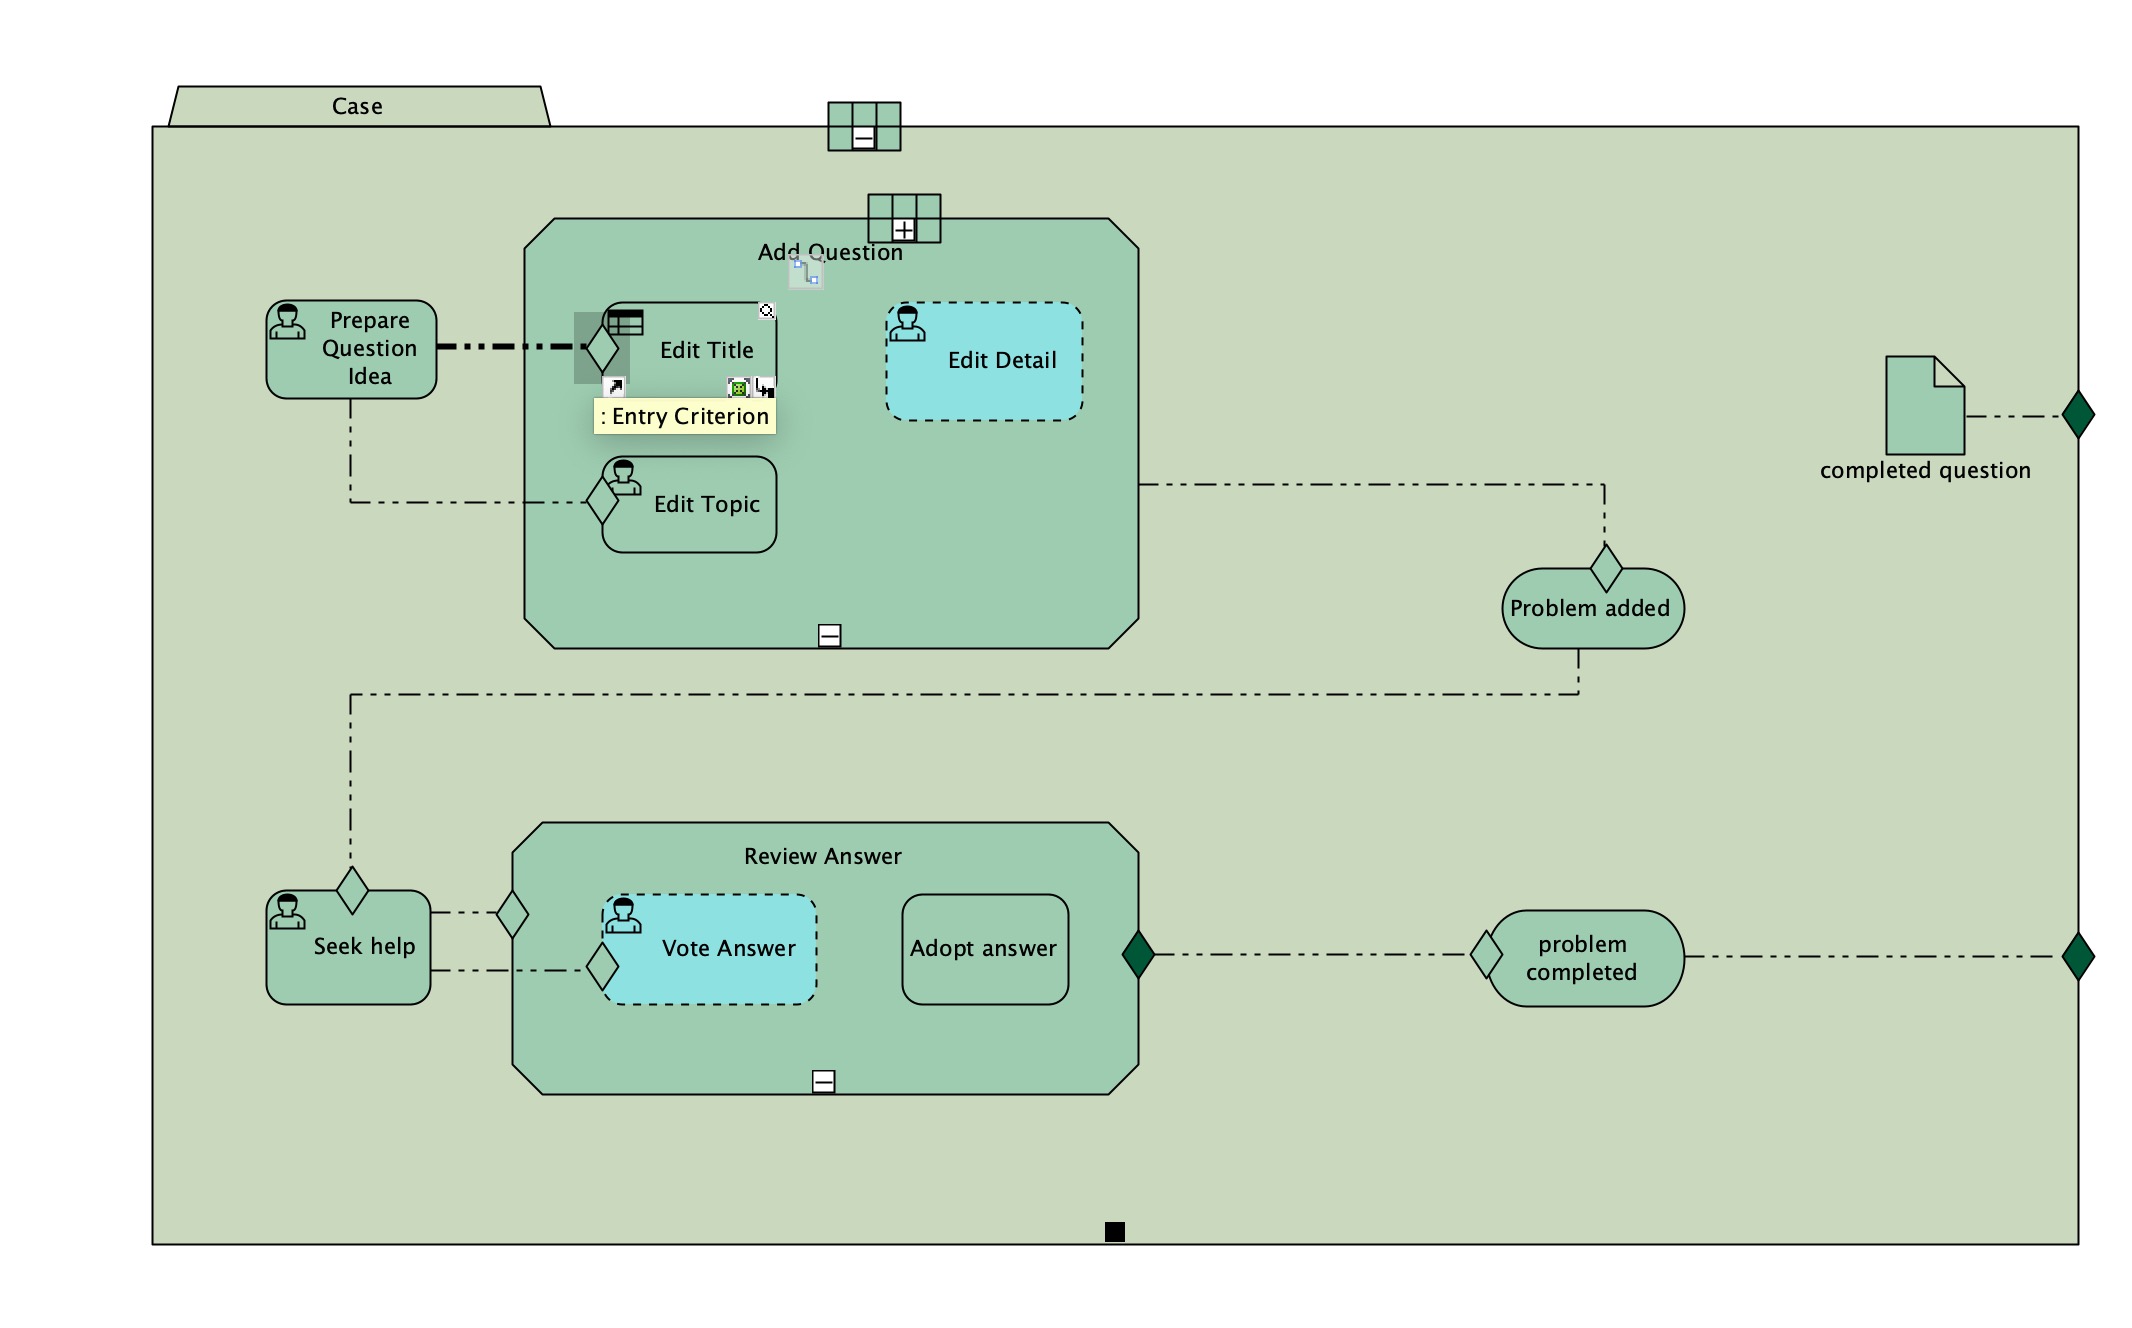 Case
Add Question
Prepare
Question
Idea
Edit Title
Edit Detail
: Entry Criterion
Edit Topic
completed question
Problem added
Review Answer
Seek help
Vote Answer
Adopt answer
problem
completed